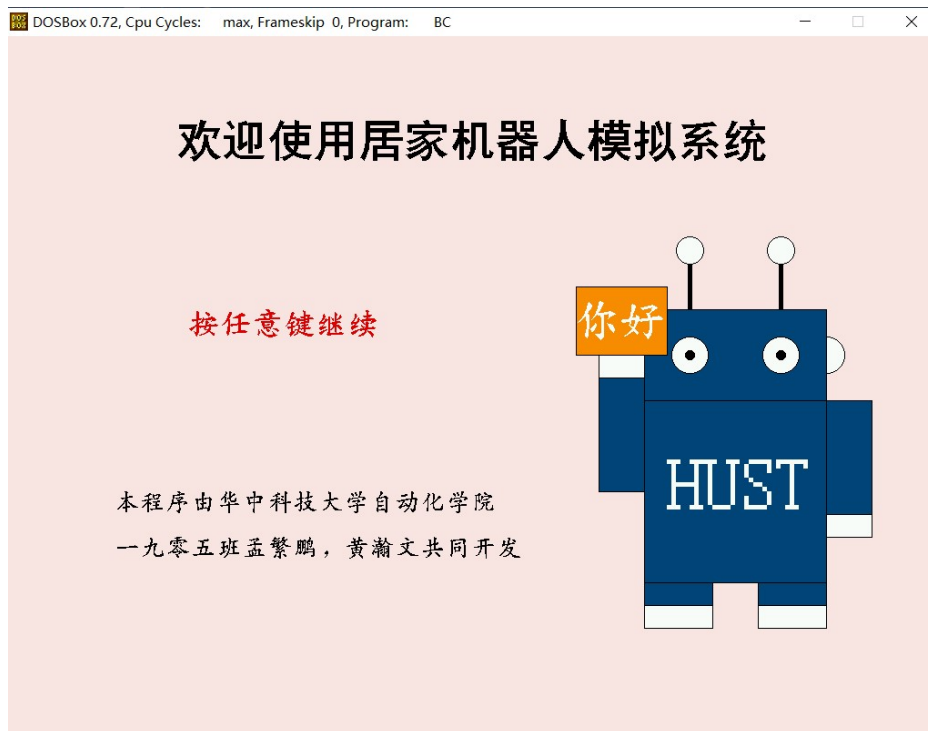 DOSBox 0.72, Cpu Cycles: max, Frameskip 0, Program: BC
欢迎使用居家机器人模拟系统
你好
按任意键继续
HUST
本程序由华中科技大学自动化学院
一九零五班孟繁鹏，黄瀚文共同开发